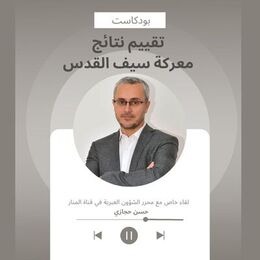 بودكاست
تقييم نتائج
معركة سيف القدس
لقاء خاص مع محرر الشؤون العبرية في قناة المنار
حسن حجازي